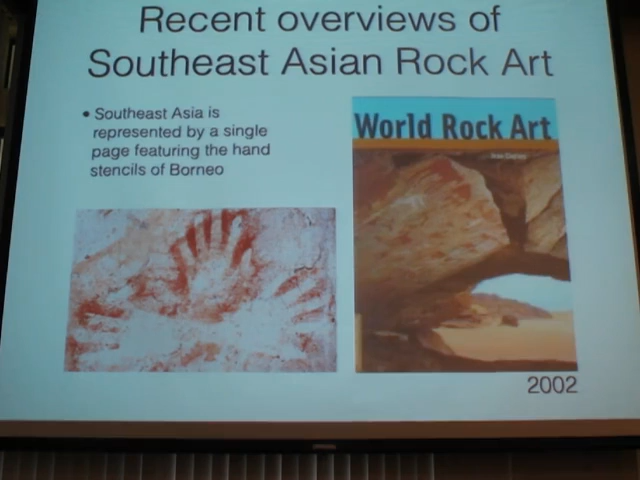 Recent overviews of
Southeast Asian Rock Art
• Southeast Asia is
represented by a single
page featuring the hand
stencils of Borneo
World Rock Art
2002